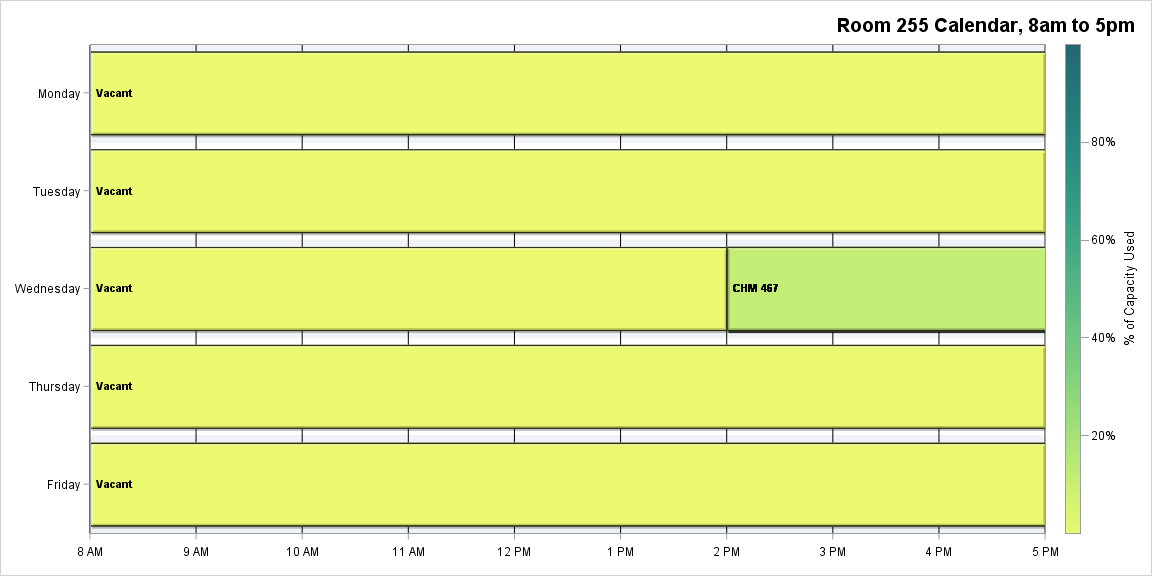 Room 255 Calendar, 8am to 5pm
Monday
Vacant
Tuesday
Vacant
Wednesday
Vacant
CHM 467
Thursday
Vacant
Friday
Vacant
8 AM 9 AM 10 AM 11 AM 12 PM 1 PM 2 PM 3 PM 4 PM 5 PM
80%
60%
40%
20%
% of Capacity Used